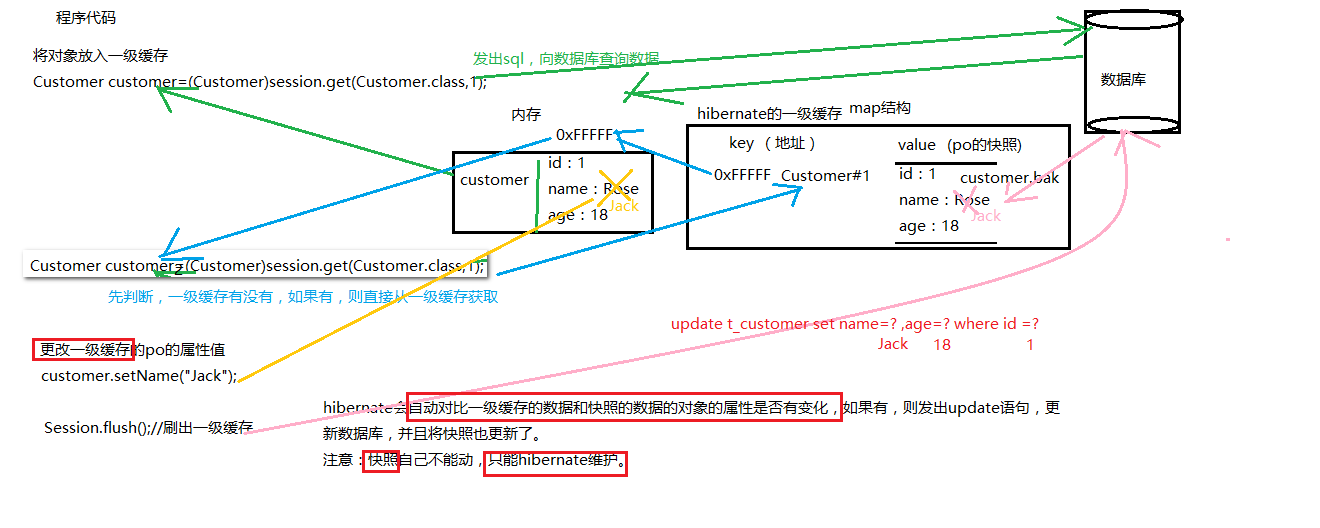 程序代码
将对象放入一级缓存
发出sql，向数据库查询数据
Customer customer=(Customer)session.get(Customer.class,1);
数据库
内存
hibernate的一级缓存
map结构
0xFFFFF
key （地址）
value (po的快照)
customer
id：1
name：Rose
Jack
age：18
0xFFFFF
Customer#1
id：1
customer.bak
name：Rose
Jack
age：18
Customer customer2=(Customer)session.get(Customer.class,1);
先判断，一级缓存有没有，如果有，则直接从一级缓存获取
update t_customer set name=? ,age=? where id =?
Jack 18 1
更改一级缓存的po的属性值
customer.setName("Jack");
hibernate会自动对比一级缓存的数据和快照的数据的对象的属性是否有变化，如果有，则发出update语句，更
新数据库，并且将快照也更新了。
Session.flush();//刷出一级缓存
注意：快照自己不能动，只能hibernate维护。